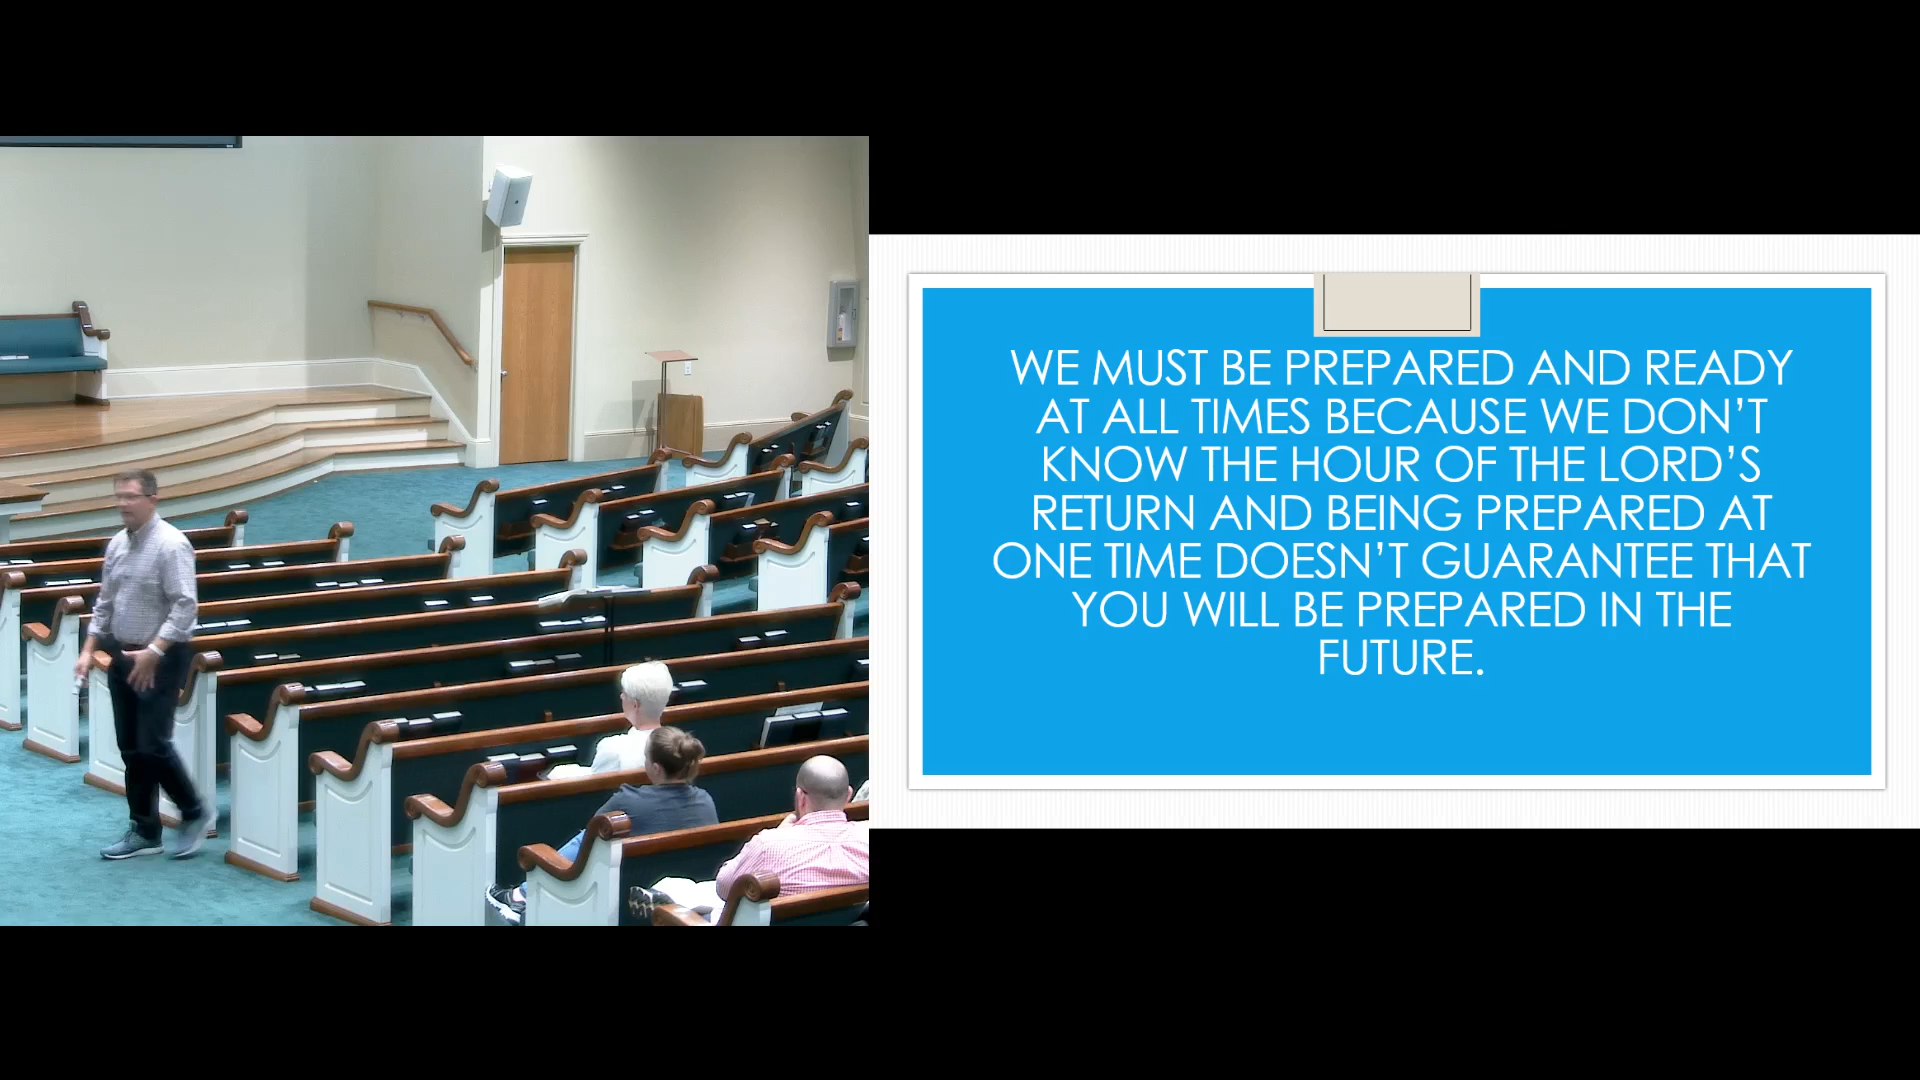 WE MUST BE PREPARED AND READY
AT ALL TIMES BECAUSE WE DON’T
KNOW THE HOUR OF THE LORD’S
RETURN AND BEING PREPARED AT
ONE TIME DOESN’T GUARANTEE THAT
YOU WILL BE PREPARED IN THE
FUTURE.